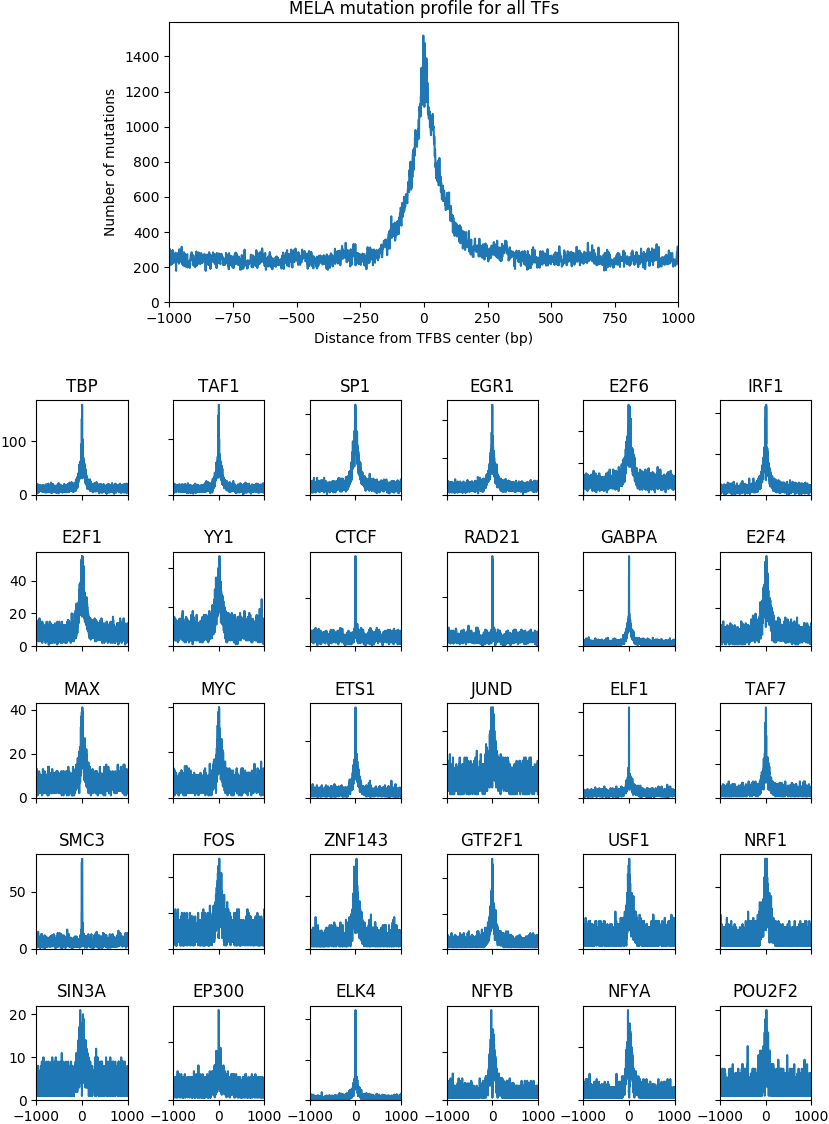 MELA mutation profile for all TFs
1400
1200
1000
800
600
400
200
0
Number of mutations
−1000 −750 −500 −250 0 250 500 750 1000
Distance from TFBS center (bp)
TBP TAF1 SP1 EGR1 E2F6 IRF1
100
0
E2F1 YY1 CTCF RAD21 GABPA E2F4
40
20
0
MAX MYC ETS1 JUND ELF1 TAF7
40
20
0
SMC3 FOS ZNF143 GTF2F1 USF1 NRF1
50
0
SIN3A EP300 ELK4 NFYB NFYA POU2F2
20
10
0
−1000 0 1000 −1000 0 1000 −1000 0 1000 −1000 0 1000 −1000 0 1000 −1000 0 1000